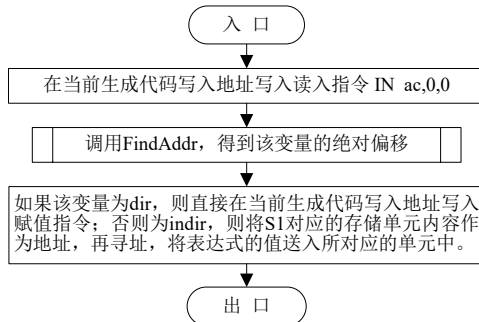 入 口
在当前生成代码写入地址写入读入指令 IN ac,0,0
调用FindAddr，得到该变量的绝对偏移
如果该变量为dir，则直接在当前生成代码写入地址写入
赋值指令；否则为indir，则将S1对应的存储单元内容作
为地址，再寻址，将表达式的值送入所对应的单元中。
出 口